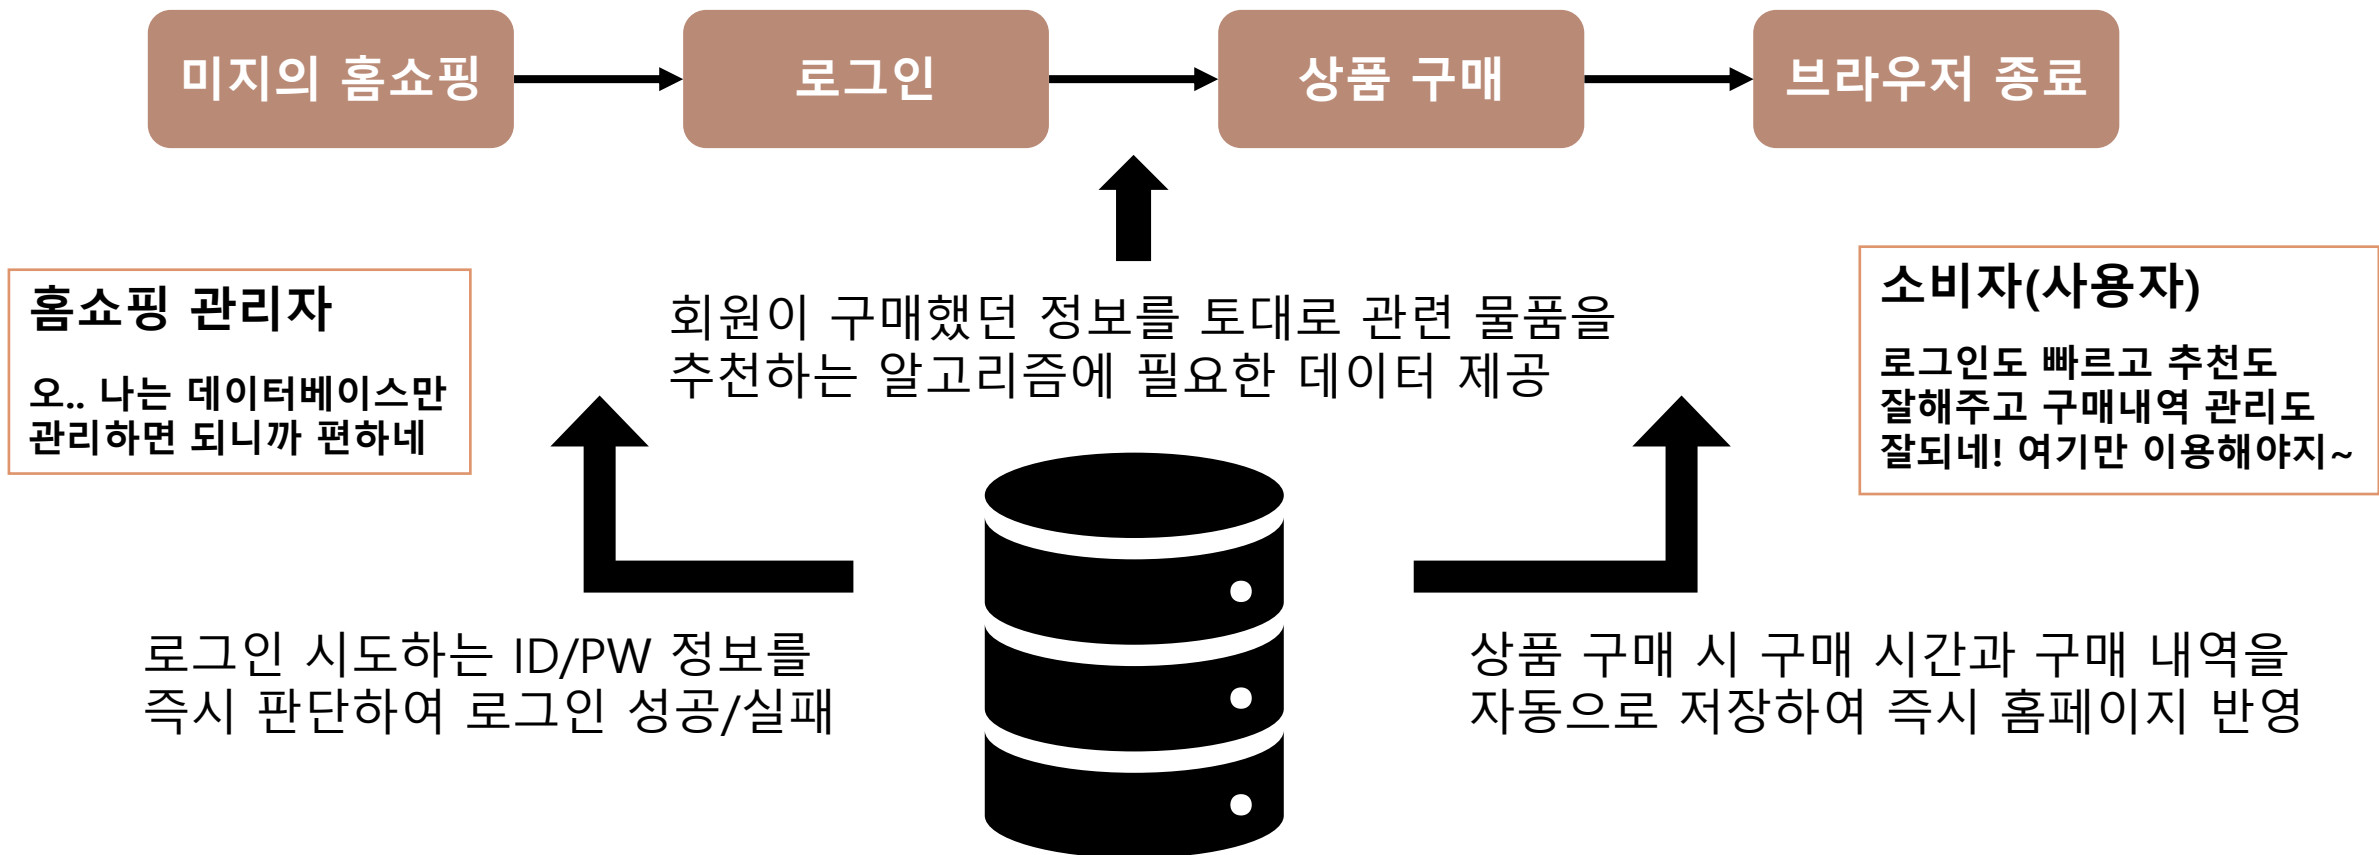 미지의 홈쇼핑
로그인
상품 구매
브라우저 종료
홈쇼핑 관리자
오.. 나는 데이터베이스만
관리하면 되니까 편하네
회원이 구매했던 정보를 토대로 관련 물품을
추천하는 알고리즘에 필요한 데이터 제공
소비자(사용자)
로그인도 빠르고 추천도
잘해주고 구매내역 관리도
잘되네! 여기만 이용해야지~
로그인 시도하는 ID/PW 정보를
즉시 판단하여 로그인 성공/실패
상품 구매 시 구매 시간과 구매 내역을
자동으로 저장하여 즉시 홈페이지 반영